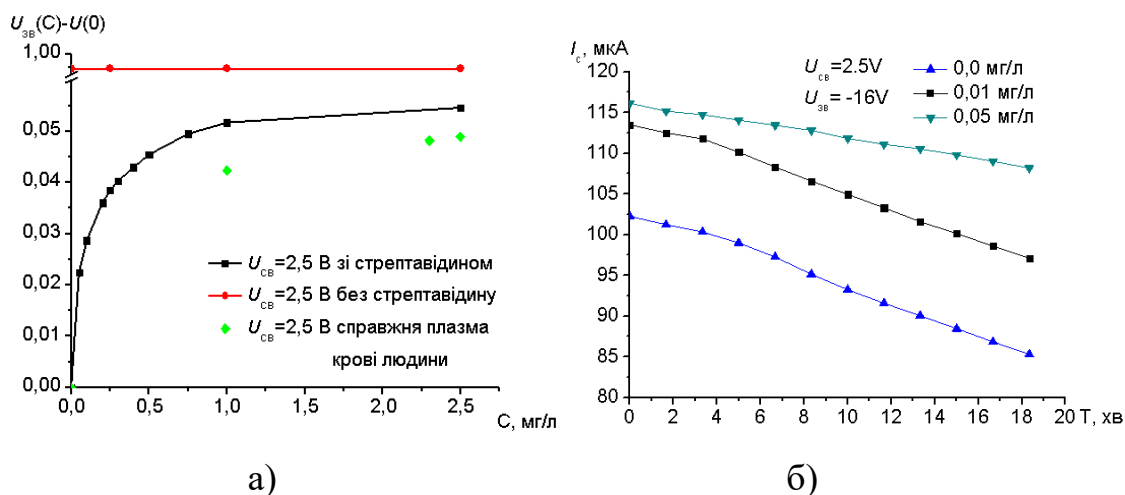 U_зв(C)-U(0)
1,00
0,05
0,04
0,03
0,02
0,01
0,00
U_св=2,5 В зі стрептавідином
U_св=2,5 В без стрептавідину
U_св=2,5 В справжня плазма
крові людини
0,0 0,5 1,0 1,5 2,0 2,5
C, мг/л
а)
I_с, мкА
120
115
110
105
100
95
90
85
80
U_св=2.5V
U_зв= -16V
0,0 мг/л
0,01 мг/л
0,05 мг/л
0 2 4 6 8 10 12 14 16 18 20
T, хв
б)